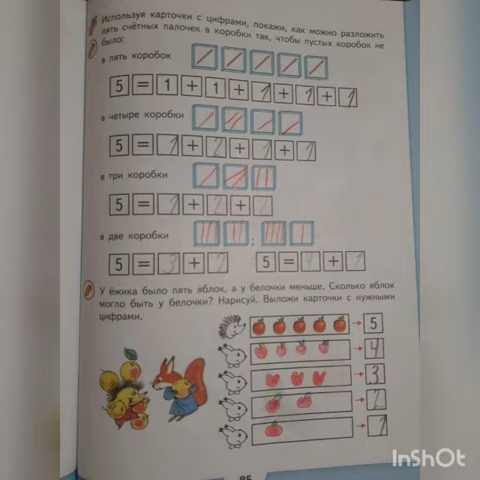 Используя карточки с цифрами, покажи, как можно разложить
пять счётных палочек в коробки так, чтобы пустых коробок не
было:
в пять коробок
5 = 1 + 1 + 1 + 1 + 1
в четыре коробки
5 = 1 + 2 + 1 + 1
в три коробки
5 = 1 + 2 + 2
в две коробки
;
5 = 3 + 2 5 = 4 + 1
У ёжика было пять яблок, а у белочки меньше. Сколько яблок
могло быть у белочки? Нарисуй. Выложи карточки с нужными
цифрами.
5
4
3
2
1
85
InShOt